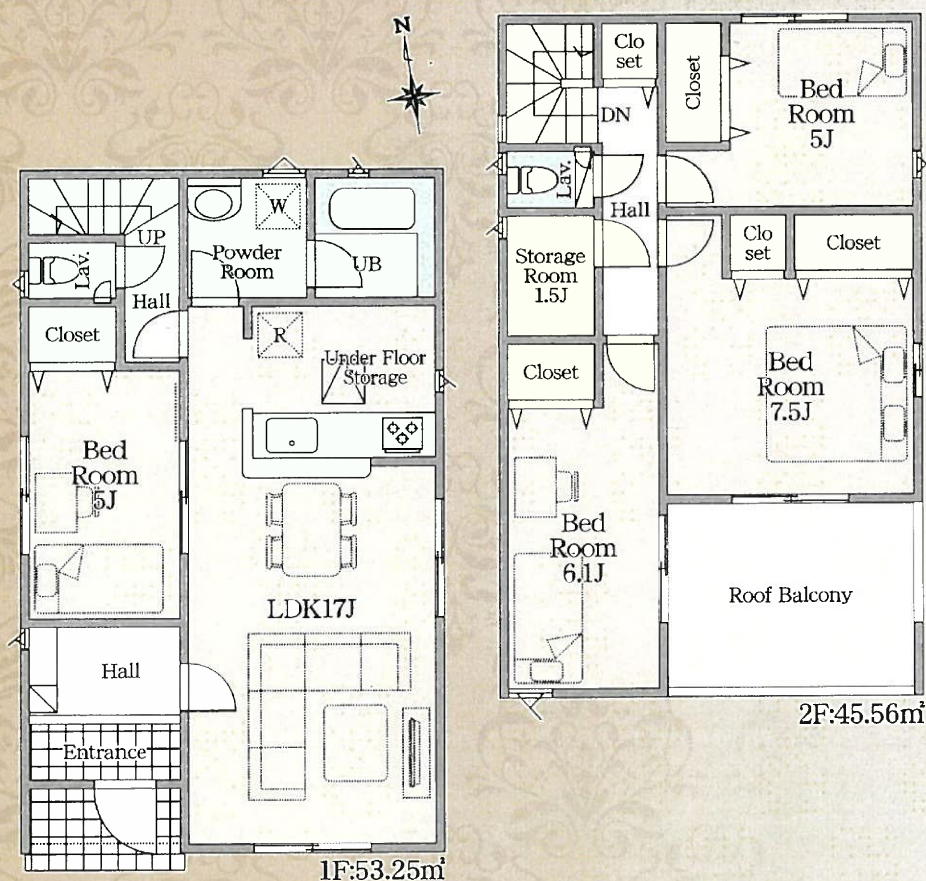 N
UP
Lav.
Hall
Powder
Room
W
UB
Closet
R
Under Floor
Storage
Bed
Room
5J
LDK17J
Hall
Entrance
1F:53.25㎡
Clo
set
Closet
Bed
Room
5J
DN
Lav.
Hall
Storage
Room
1.5J
Clo
set
Closet
Closet
Bed
Room
7.5J
Bed
Room
6.1J
Roof Balcony
2F:45.56㎡